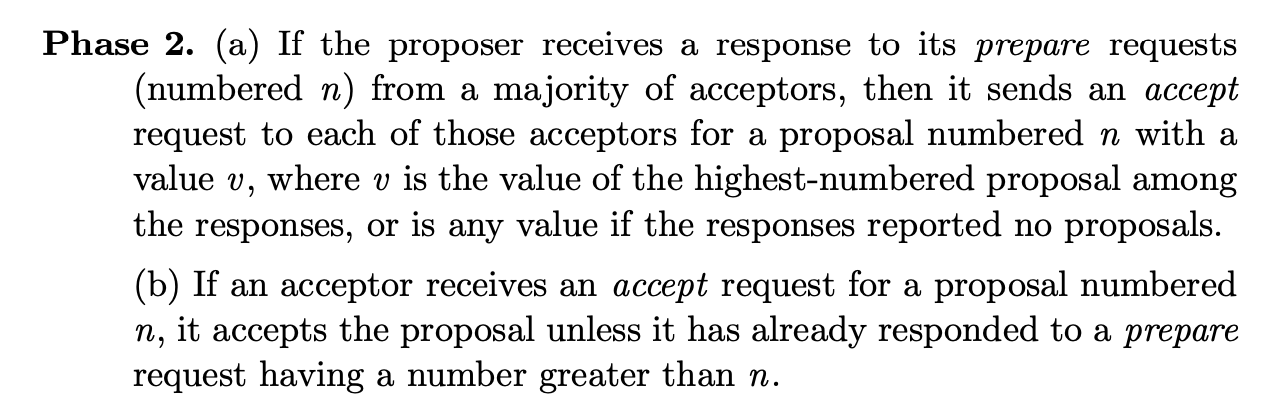 Phase 2. (a) If the proposer receives a response to its prepare requests
(numbered n) from a majority of acceptors, then it sends an accept
request to each of those acceptors for a proposal numbered n with a
value v, where v is the value of the highest-numbered proposal among
the responses, or is any value if the responses reported no proposals.
(b) If an acceptor receives an accept request for a proposal numbered
n, it accepts the proposal unless it has already responded to a prepare
request having a number greater than n.